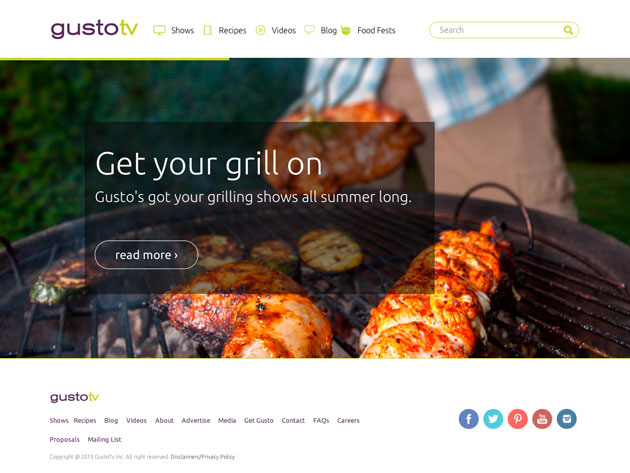 gustotv
Shows Recipes Videos Blog Food Fests
Search
Get your grill on
Gusto's got your grilling shows all summer long.
read more ›
gustotv
Shows Recipes Blog Videos About Advertise Media Get Gusto Contact FAQs Careers
Proposals Mailing List
Copyright @ 2013 GustoTv Inc. All right reserved. Disclaimers/Privacy Policy
You Tube